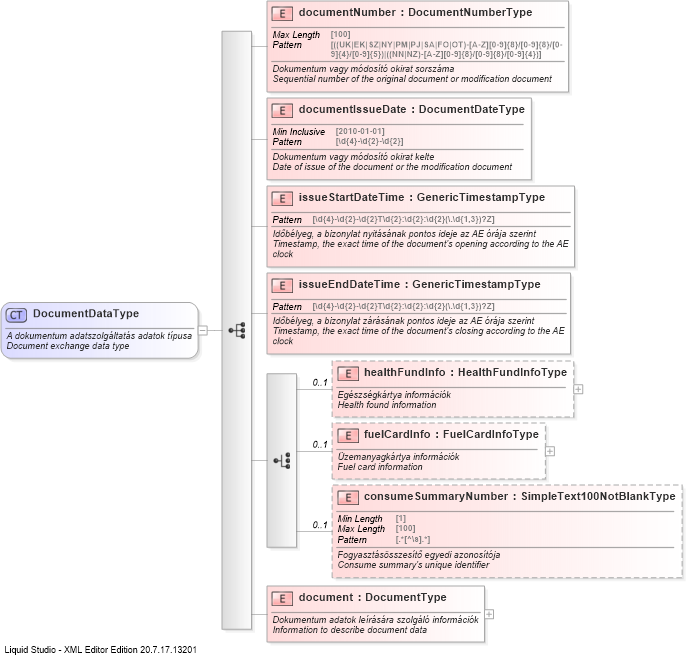 E documentNumber : DocumentNumberType
Max Length [100]
Pattern [((UK|EK|SZ|NY|PM|PJ|SA|FO|OT)-[A-Z][0-9]{8}/[0-9]{8}/[0-
9]{4}/[0-9]{5})|((NN|NZ)-[A-Z][0-9]{8}/[0-9]{8}/[0-9]{4})]
Dokumentum vagy módosító okirat sorszáma
Sequential number of the original document or modification document
E documentIssueDate : DocumentDateType
Min Inclusive [2010-01-01]
Pattern [\d{4}-\d{2}-\d{2}]
Dokumentum vagy módosító okirat kelte
Date of issue of the document or the modification document
E issueStartDateTime : GenericTimestampType
Pattern [\d{4}-\d{2}-\d{2}T\d{2}:\d{2}:\d{2}(\.\d{1,3})?Z]
Időbélyeg, a bizonylat nyitásának pontos ideje az AE órája szerint
Timestamp, the exact time of the document's opening according to the AE
clock
E issueEndDateTime : GenericTimestampType
Pattern [\d{4}-\d{2}-\d{2}T\d{2}:\d{2}:\d{2}(\.\d{1,3})?Z]
Időbélyeg, a bizonylat zárásának pontos ideje az AE órája szerint
Timestamp, the exact time of the document's closing according to the AE
clock
CT DocumentDataType
A dokumentum adatszolgáltatás adatok típusa
Document exchange data type
0..1
E healthFundInfo : HealthFundInfoType
Egészségkártya információk
Health found information
0..1
E fuelCardInfo : FuelCardInfoType
Üzemanyagkártya információk
Fuel card information
0..1
E consumeSummaryNumber : SimpleText100NotBlankType
Min Length [1]
Max Length [100]
Pattern [.*[^\s].*]
Fogyasztásösszesítő egyedi azonosítója
Consume summary's unique identifier
E document : DocumentType
Dokumentum adatok leírására szolgáló információk
Information to describe document data
Liquid Studio - XML Editor Edition 20.7.17.13201